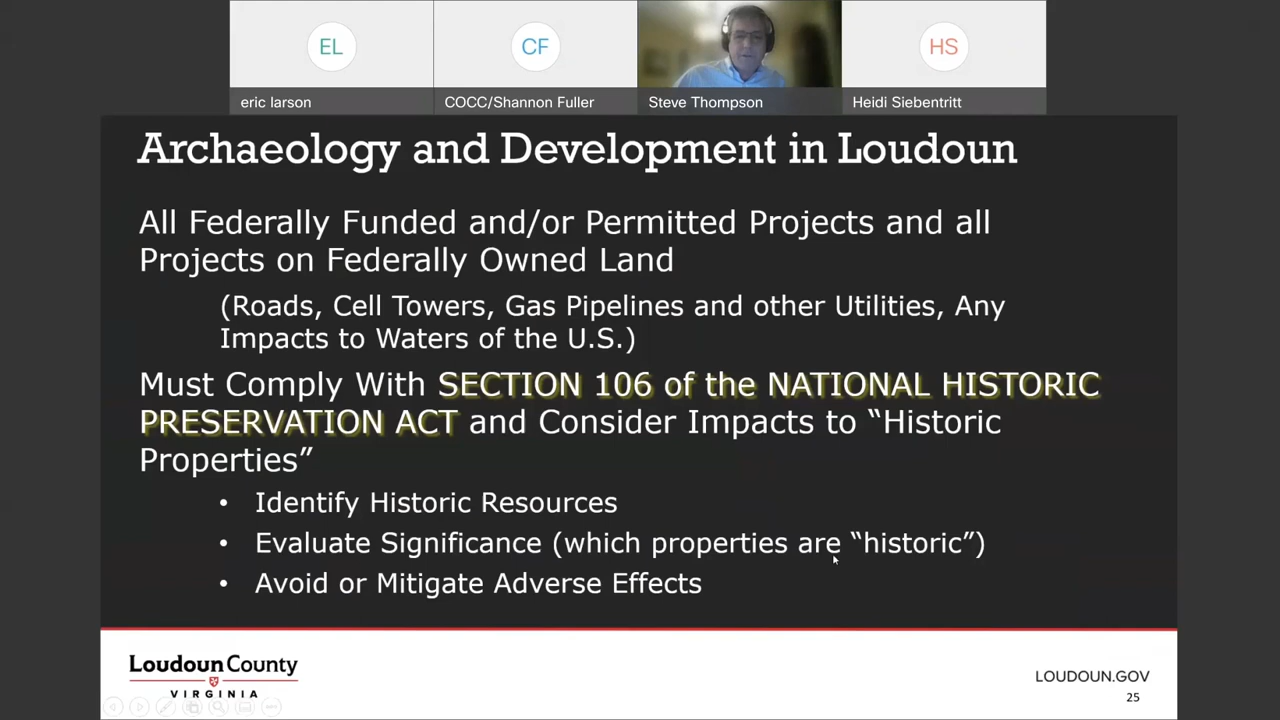 EL
CF
HS
eric larson
COCC/Shannon Fuller
Steve Thompson
Heidi Siebentritt
Archaeology and Development in Loudoun
All Federally Funded and/or Permitted Projects and all
Projects on Federally Owned Land
(Roads, Cell Towers, Gas Pipelines and other Utilities, Any
Impacts to Waters of the U.S.)
Must Comply With SECTION 106 of the NATIONAL HISTORIC
PRESERVATION ACT and Consider Impacts to “Historic
Properties”
• Identify Historic Resources
• Evaluate Significance (which properties are “historic”)
• Avoid or Mitigate Adverse Effects
Loudoun County
VIRGINIA
LOUDOUN.GOV
25